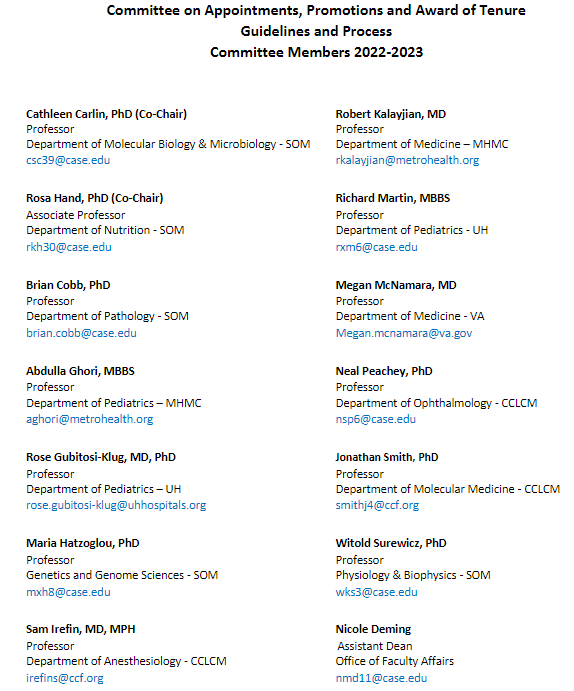 Committee on Appointments, Promotions and Award of Tenure
Guidelines and Process
Committee Members 2022-2023
Cathleen Carlin, PhD (Co-Chair)
Professor
Department of Molecular Biology & Microbiology - SOM
csc39@case.edu
Rosa Hand, PhD (Co-Chair)
Associate Professor
Department of Nutrition - SOM
rkh30@case.edu
Brian Cobb, PhD
Professor
Department of Pathology - SOM
brian.cobb@case.edu
Abdulla Ghori, MBBS
Professor
Department of Pediatrics – MHMC
aghori@metrohealth.org
Rose Gubitosi-Klug, MD, PhD
Professor
Department of Pediatrics – UH
rose.gubitosi-klug@uhhospitals.org
Maria Hatzoglou, PhD
Professor
Genetics and Genome Sciences - SOM
mxh8@case.edu
Sam Irefin, MD, MPH
Professor
Department of Anesthesiology - CCLCM
irefins@ccf.org
Robert Kalayjian, MD
Professor
Department of Medicine – MHMC
rkalayjian@metrohealth.org
Richard Martin, MBBS
Professor
Department of Pediatrics - UH
rxm6@case.edu
Megan McNamara, MD
Professor
Department of Medicine - VA
Megan.mcnamara@va.gov
Neal Peachey, PhD
Professor
Department of Ophthalmology - CCLCM
nsp6@case.edu
Jonathan Smith, PhD
Professor
Department of Molecular Medicine - CCLCM
smithj4@ccf.org
Witold Surewicz, PhD
Professor
Physiology & Biophysics - SOM
wks3@case.edu
Nicole Deming
Assistant Dean
Office of Faculty Affairs
nmd11@case.edu